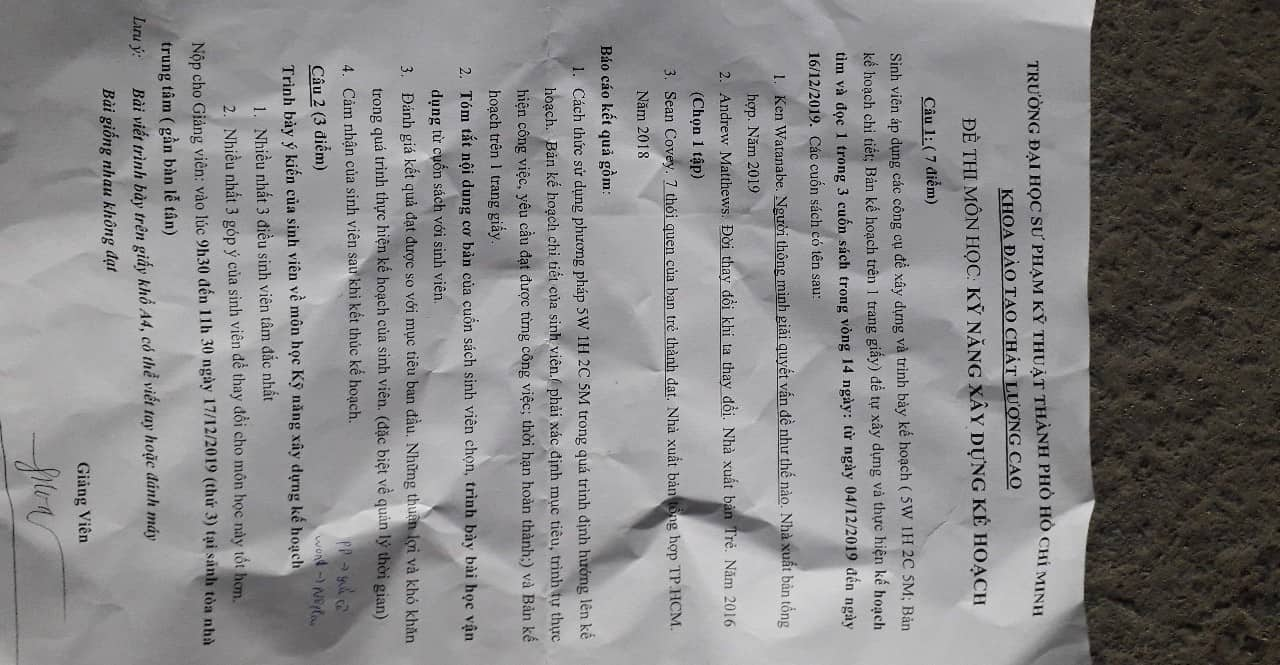 TRƯỜNG ĐẠI HỌC SƯ PHẠM KỸ THUẬT THÀNH PHỐ HỒ CHÍ MINH
KHOA ĐÀO TẠO CHẤT LƯỢNG CAO
ĐỀ THI MÔN HỌC: KỸ NĂNG XÂY DỰNG KẾ HOẠCH
Câu 1: ( 7 điểm)
Sinh viên áp dụng các công cụ để xây dựng và trình bày kế hoạch ( 5W 1H 2C 5M; Bản
kế hoạch chi tiết; Bản kế hoạch trên 1 trang giấy) để tự xây dựng và thực hiện kế hoạch
tìm và đọc 1 trong 3 cuốn sách trong vòng 14 ngày: từ ngày 04/12/2019 đến ngày
16/12/2019. Các cuốn sách có tên sau:
1. Ken Watanabe. Người thông minh giải quyết vấn đề như thế nào. Nhà xuất bản tổng
hợp. Năm 2019
2. Andrew Matthews. Đời thay đổi khi ta thay đổi. Nhà xuất bản Trẻ. Năm 2016
(Chọn 1 tập)
3. Sean Covey. 7 thói quen của bạn trẻ thành đạt. Nhà xuất bản tổng hợp TP.HCM.
Năm 2018
Báo cáo kết quả gồm:
1. Cách thức sử dụng phương pháp 5W 1H 2C 5M trong quá trình định hướng lên kế
hoạch. Bản kế hoạch chi tiết của sinh viên.( phải xác định mục tiêu, trình tự thực
hiện công việc, yêu cầu đạt được từng công việc; thời hạn hoàn thành;) và Bản kế
hoạch trên 1 trang giấy.
2. Tóm tắt nội dung cơ bản của cuốn sách sinh viên chọn, trình bày bài học vận
dụng từ cuốn sách với sinh viên.
3. Đánh giá kết quả đạt được so với mục tiêu ban đầu. Những thuận lợi và khó khăn
trong quá trình thực hiện kế hoạch của sinh viên. (đặc biệt về quản lý thời gian)
4. Cảm nhận của sinh viên sau khi kết thúc kế hoạch.
Câu 2 (3 điểm)
Trình bày ý kiến của sinh viên về môn học Kỹ năng xây dựng kế hoạch
1. Nhiều nhất 3 điều sinh viên tâm đắc nhất
2. Nhiều nhất 3 góp ý của sinh viên để thay đổi cho môn học này tốt hơn.
Nộp cho Giảng viên: vào lúc 9h30 đến 11h 30 ngày 17/12/2019 (thứ 3) tại sảnh tòa nhà
trung tâm ( gần bàn lễ tân)
Lưu ý: Bài viết trình bày trên giấy khổ A4, có thể viết tay hoặc đánh máy
Bài giống nhau không đạt
Giảng Viên